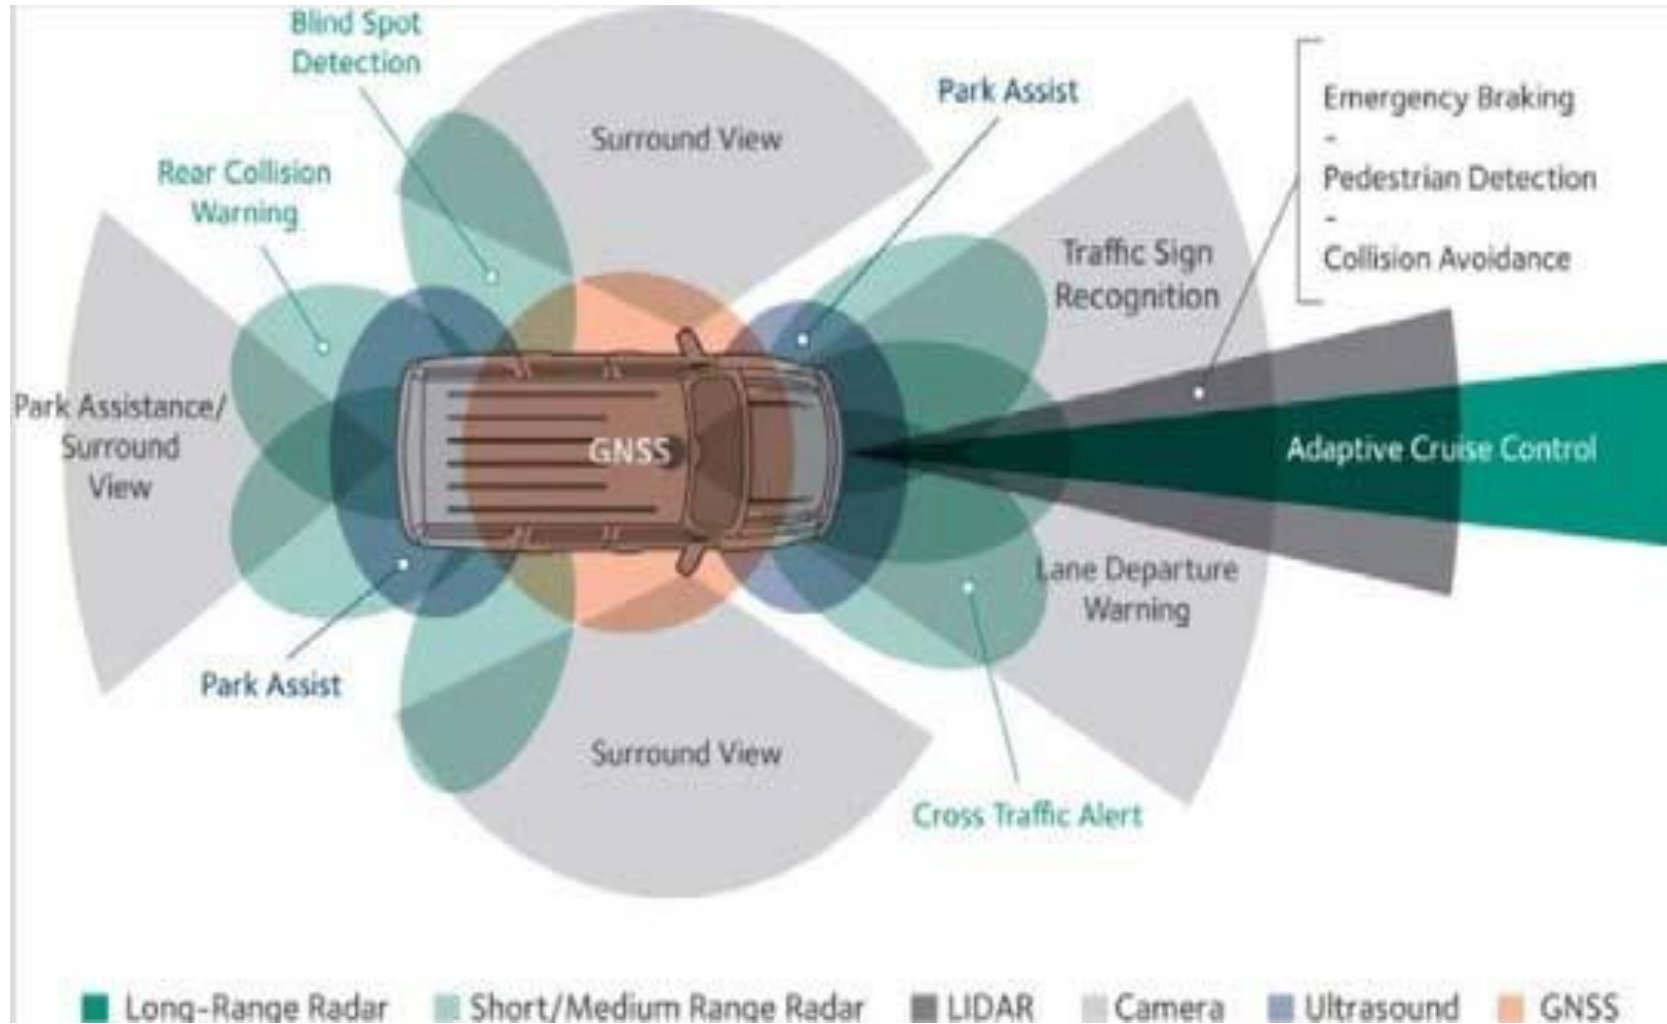 Blind Spot
Detection
Park Assist
Emergency Braking
-
Pedestrian Detection
-
Collision Avoidance
Surround View
Rear Collision
Warning
Traffic Sign
Recognition
Park Assistance/
Surround
View
GNSS
Adaptive Cruise Control
Lane Departure
Warning
Park Assist
Surround View
Cross Traffic Alert
Long-Range Radar
Short/Medium Range Radar
LIDAR
Camera
Ultrasound
GNSS